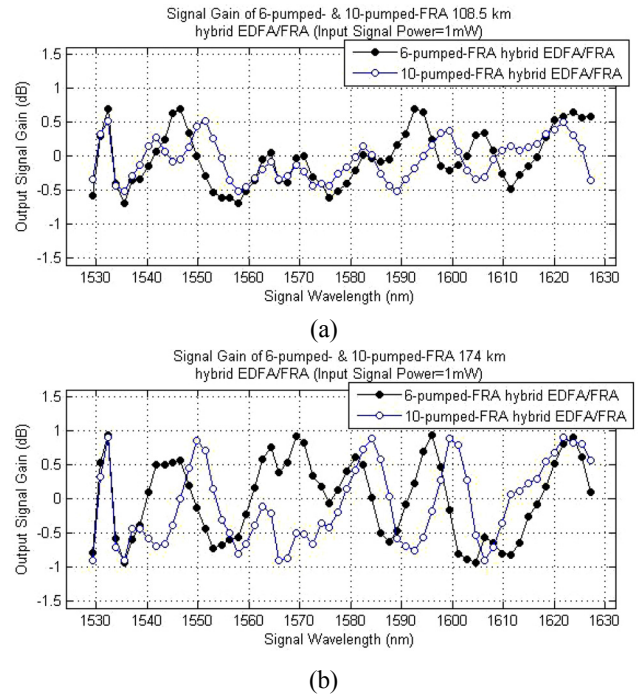 Signal Gain of 6-pumped- & 10-pumped-FRA 108.5 km
hybrid EDFA/FRA (Input Signal Power=1mW)
6-pumped-FRA hybrid EDFA/FRA
10-pumped-FRA hybrid EDFA/FRA
Output Signal Gain (dB)
1.5
1
0.5
0
-0.5
-1
-1.5
1530 1540 1550 1560 1570 1580 1590 1600 1610 1620 1630
Signal Wavelength (nm)
(a)
Signal Gain of 6-pumped- & 10-pumped-FRA 174 km
hybrid EDFA/FRA (Input Signal Power=1mW)
6-pumped-FRA hybrid EDFA/FRA
10-pumped-FRA hybrid EDFA/FRA
Output Signal Gain (dB)
1.5
1
0.5
0
-0.5
-1
-1.5
1530 1540 1550 1560 1570 1580 1590 1600 1610 1620 1630
Signal Wavelength (nm)
(b)